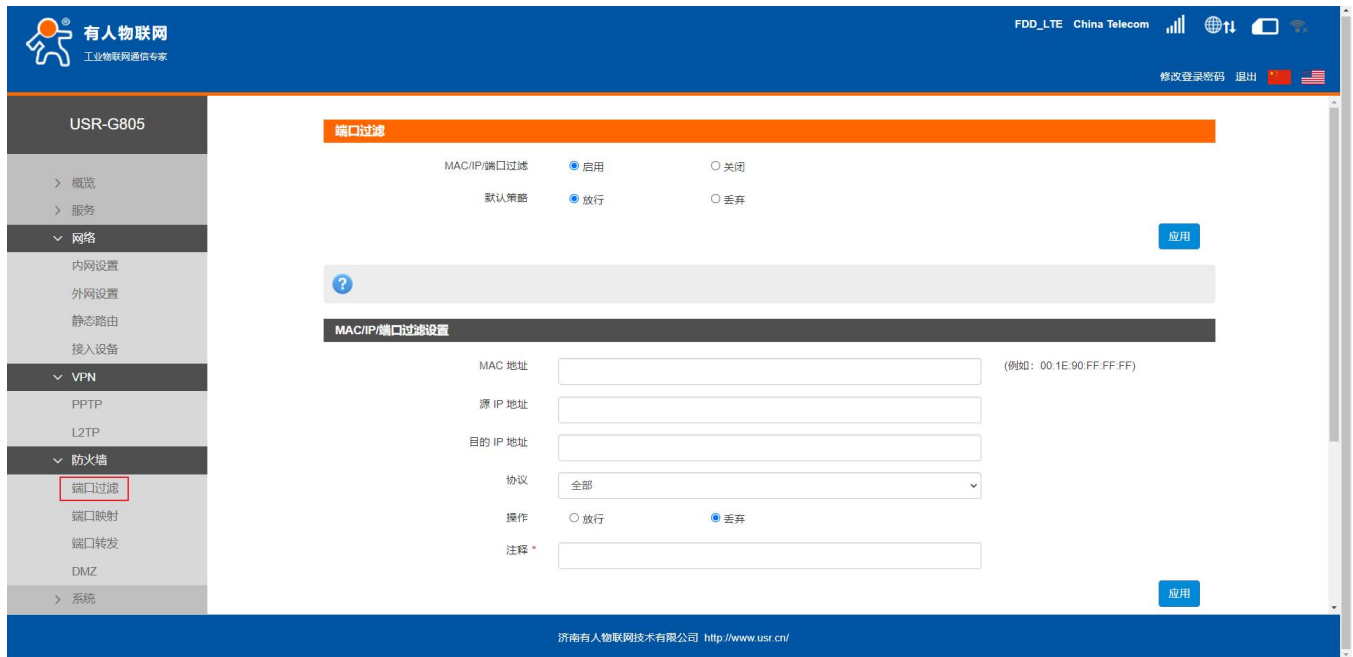 有人物联网
工业物联网通信专家
FDD_LTE China Telecom
修改登录密码 退出
USR-G805
概览
服务
网络
内网设置
外网设置
静态路由
接入设备
VPN
PPTP
L2TP
防火墙
端口过滤
端口映射
端口转发
DMZ
系统
端口过滤
MAC/IP/端口过滤 启用 关闭
默认策略 放行 丢弃
应用
MAC/IP/端口过滤设置
MAC 地址 (例如：00:1E:90:FF:FF:FF)
源 IP 地址
目的 IP 地址
协议 全部
操作 放行 丢弃
注释 *
应用
济南有人物联网技术有限公司 http://www.usr.cn/